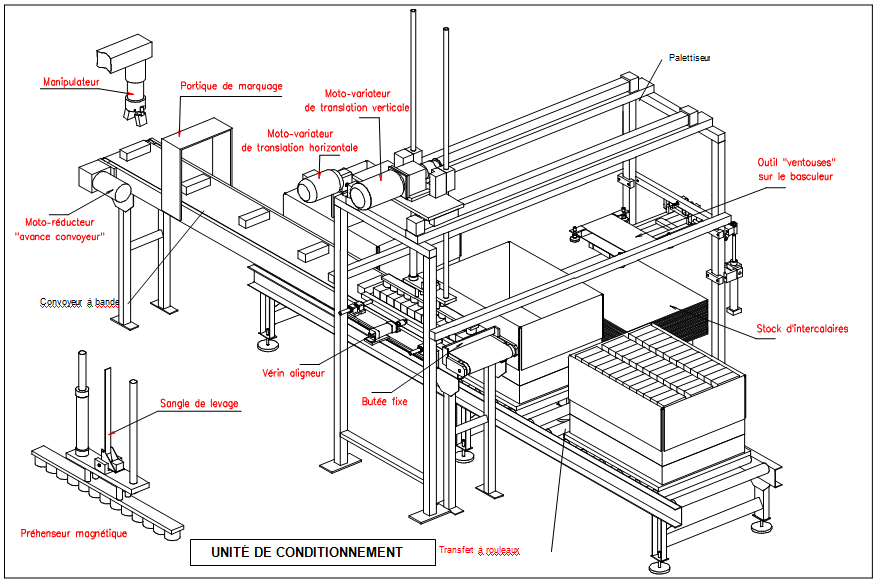 Manipulateur
Portique de marquage
Moto-variateur
de translation verticale
Moto-variateur
de translation horizontale
Palettiseur
Outil "ventouses"
sur le basculeur
Moto-réducteur
"avance convoyeur"
Convoyeur à bande
Stock d'intercalaires
Vérin aligneur
Butée fixe
Sangle de levage
Préhenseur magnétique
UNITÉ DE CONDITIONNEMENT
Transfert à rouleaux